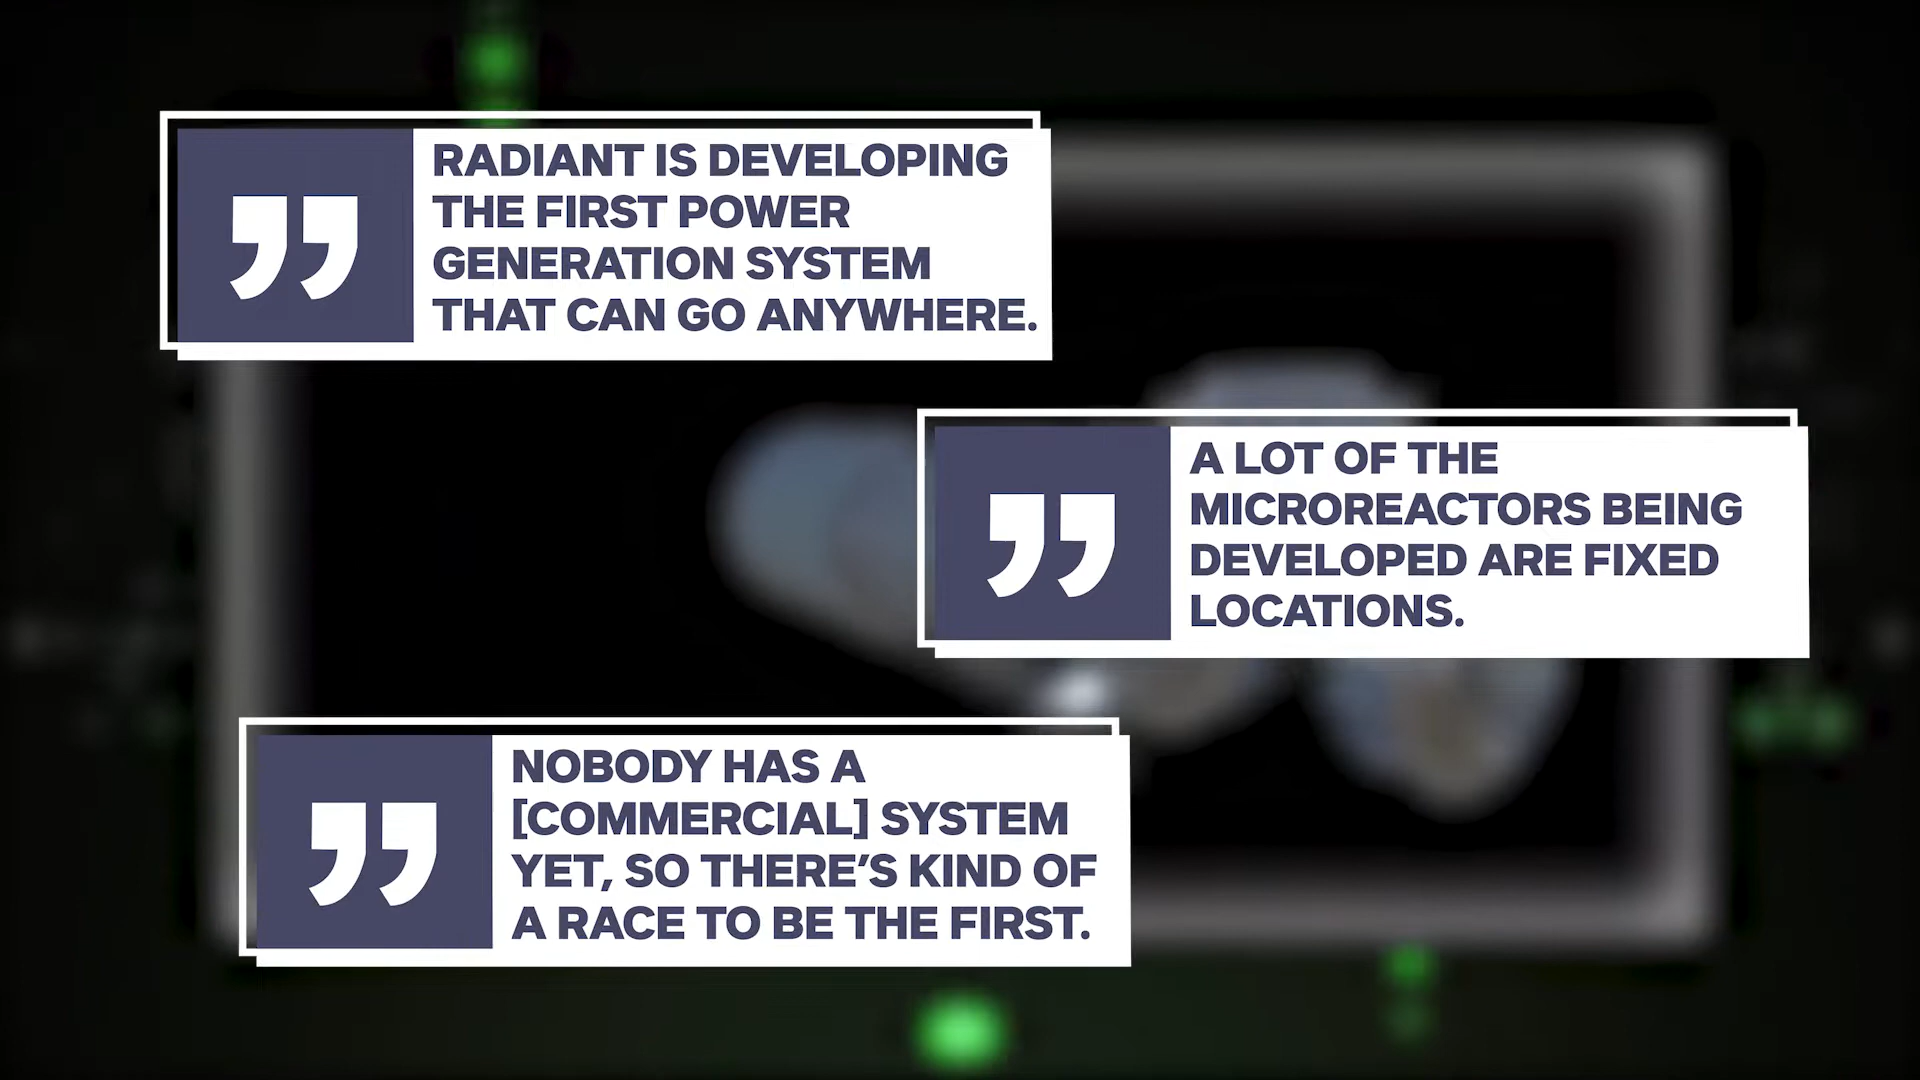 RADIANT IS DEVELOPING
THE FIRST POWER
GENERATION SYSTEM
THAT CAN GO ANYWHERE.
A LOT OF THE
MICROREACTORS BEING
DEVELOPED ARE FIXED
LOCATIONS.
NOBODY HAS A
[COMMERCIAL] SYSTEM
YET, SO THERE’S KIND OF
A RACE TO BE THE FIRST.